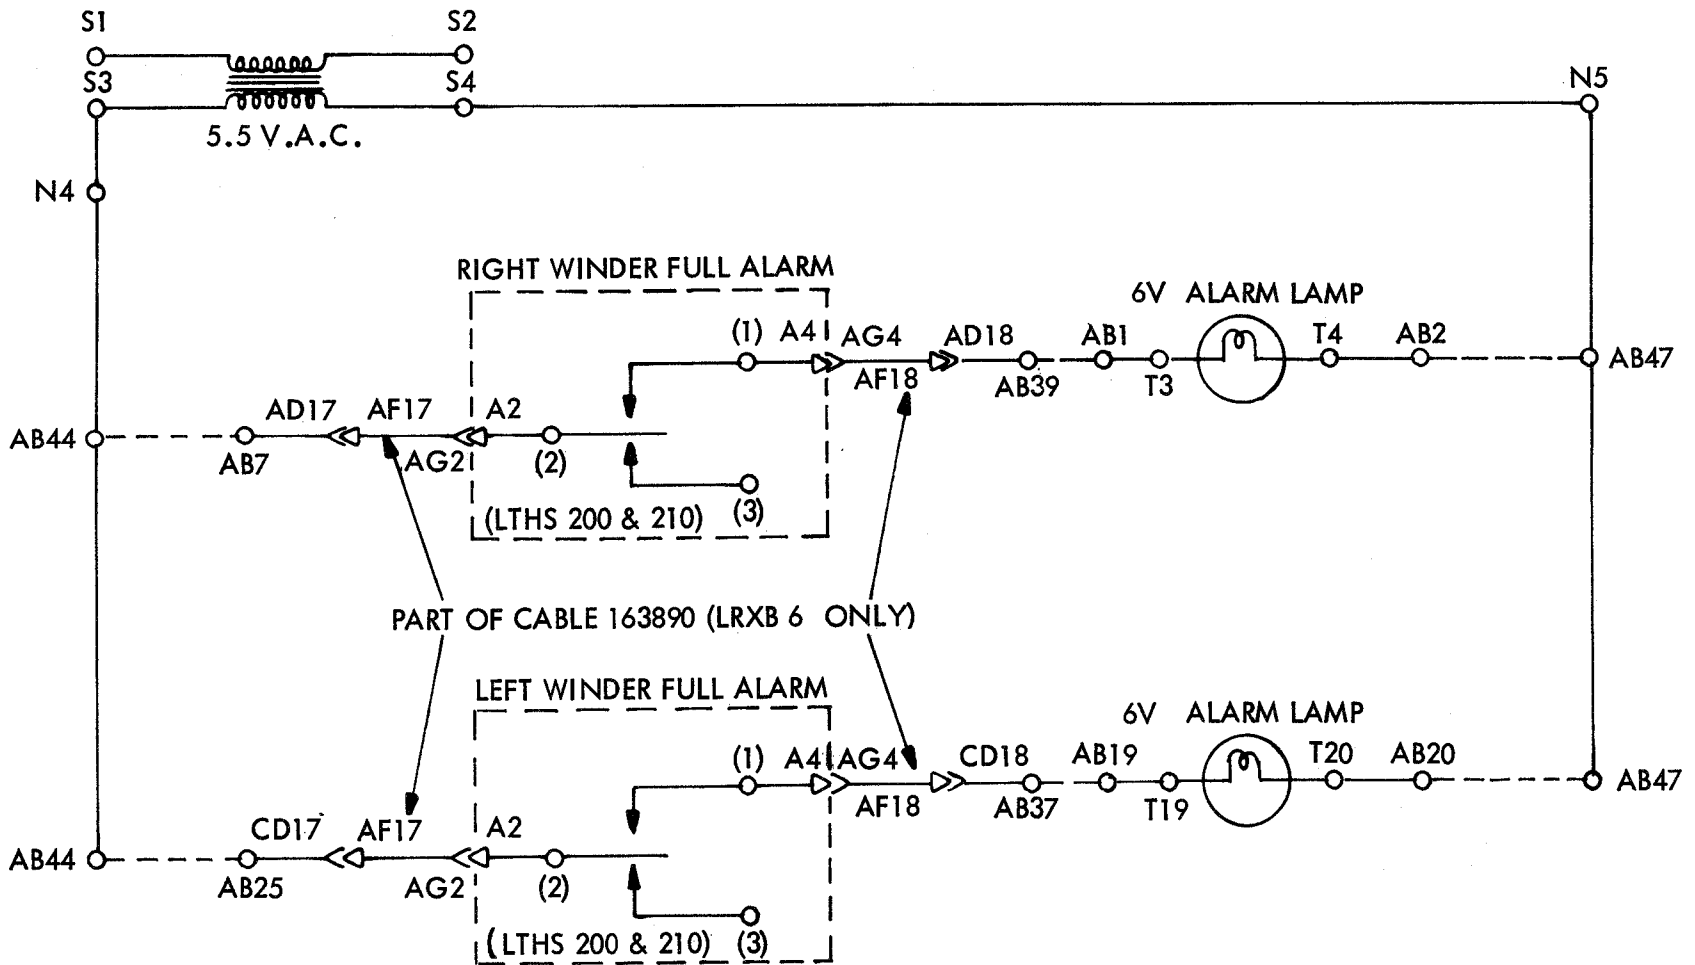 S1
S2
S3
S4
N5
5.5 V.A.C.
N4
RIGHT WINDER FULL ALARM
6V ALARM LAMP
(1) A4 AG4 AD18 AB1 T4 AB2
AB47
AF18 AB39 T3
AD17 AF17 A2
AB44
AB7 AG2 (2)
(LTHS 200 & 210) (3)
PART OF CABLE 163890 (LRXB 6 ONLY)
LEFT WINDER FULL ALARM
6V ALARM LAMP
(1) A4 AG4 CD18 AB19 T20 AB20
AB47
AF18 AB37 T19
CD17 AF17 A2
AB44
AB25 AG2 (2)
(LTHS 200 & 210) (3)